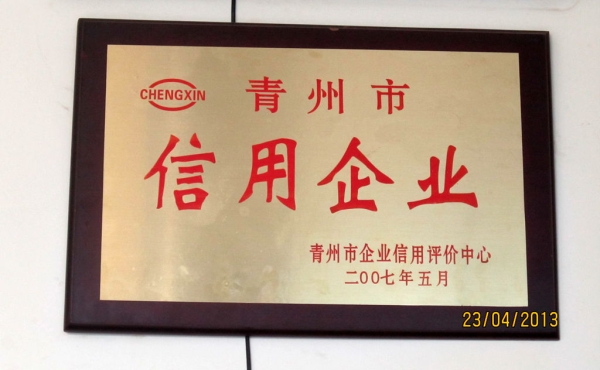 CHENGXIN
青州市
信用企业
青州市企业信用评价中心
二00七年五月
23/04/2013